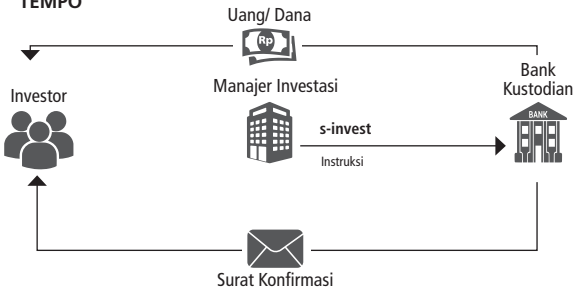 TEMPO
Uang/ Dana
Rp
Manajer Investasi
Bank
Kustodian
Investor
BANK
s-invest
Instruksi
Surat Konfirmasi